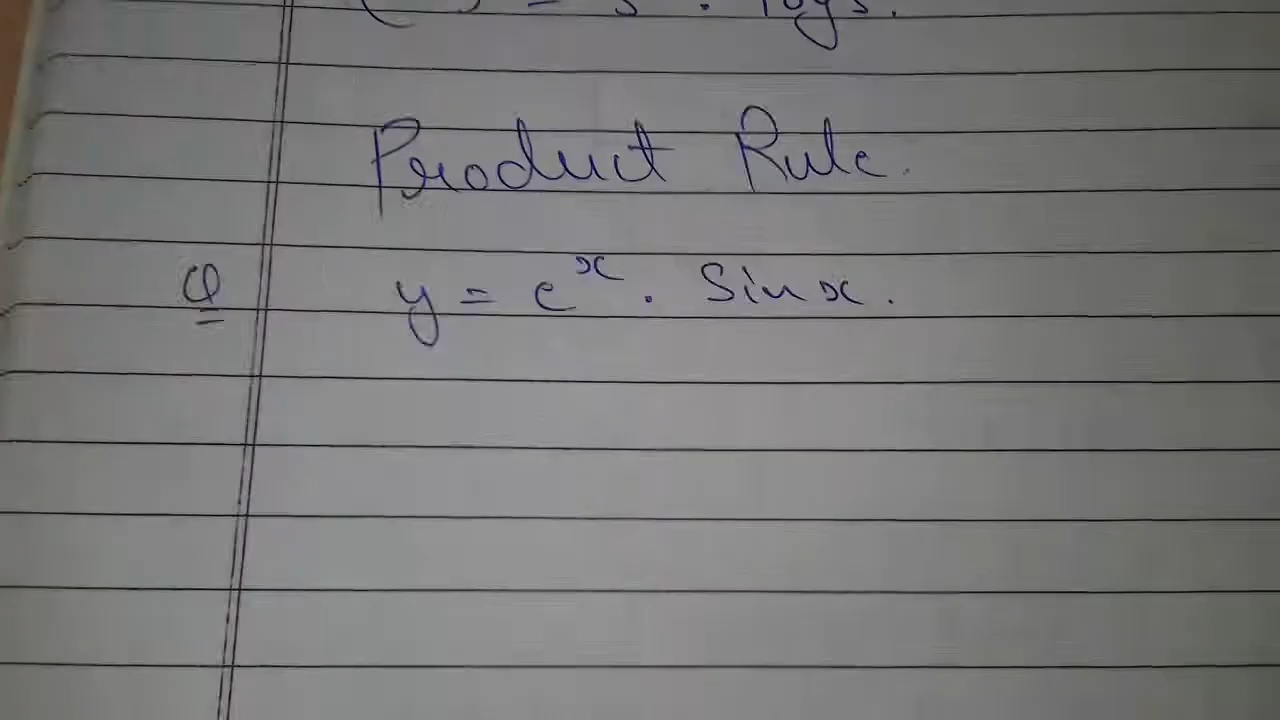 Product Rule.
Q y = e^x . Sin x.